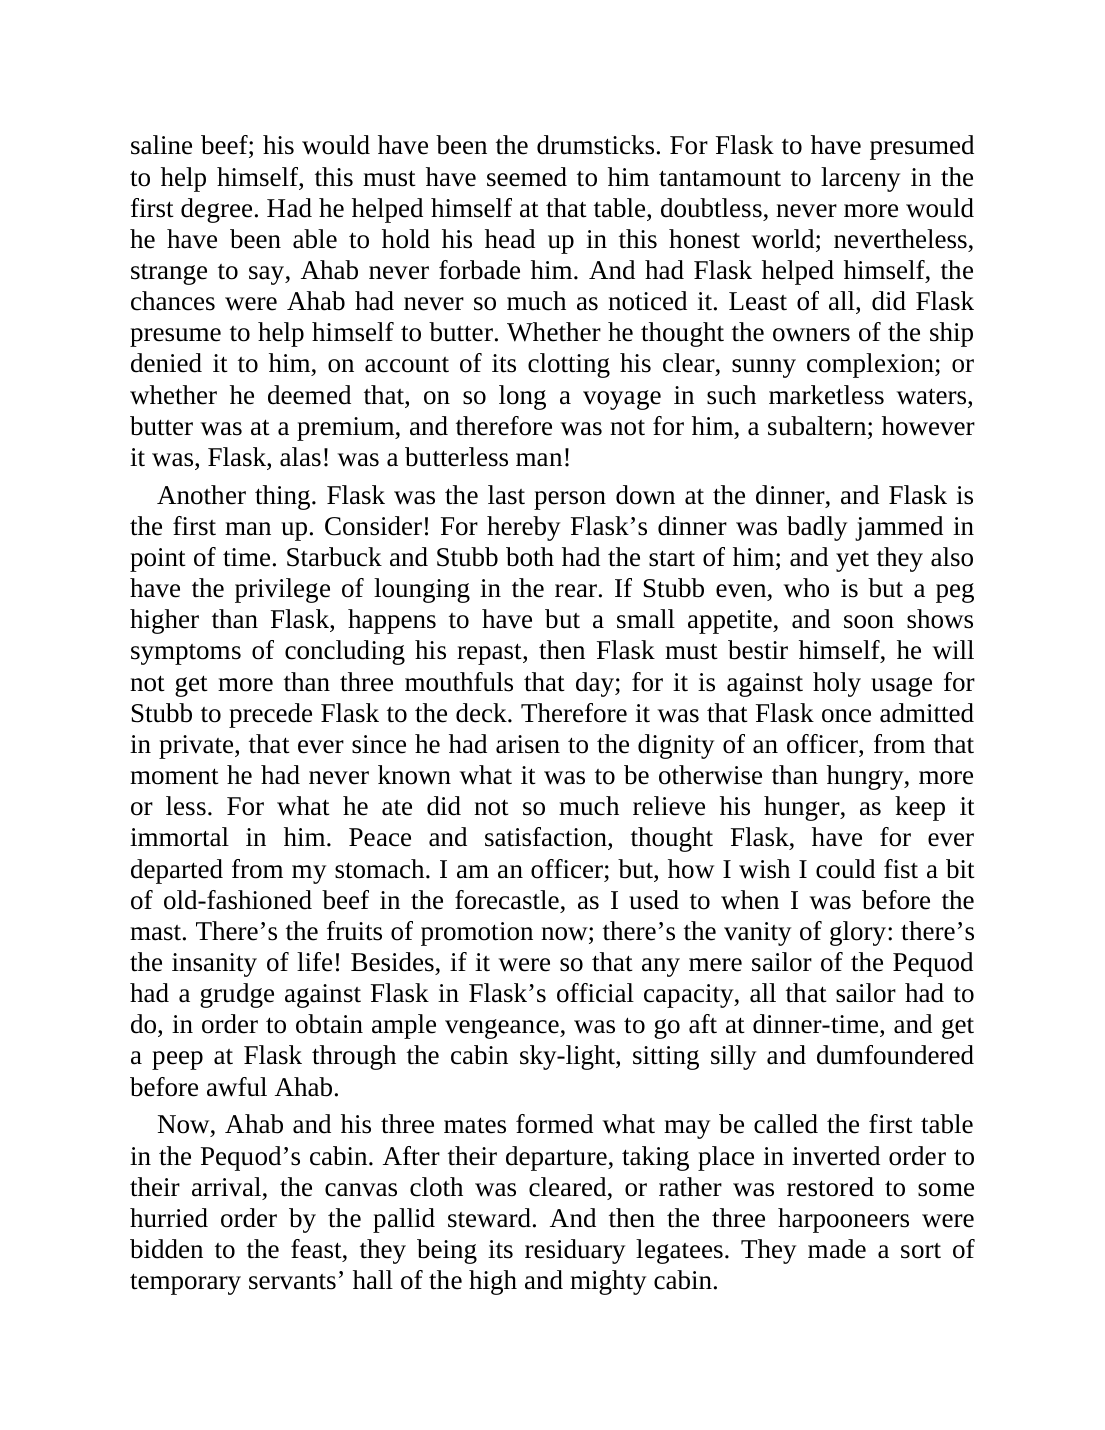 saline beef; his would have been the drumsticks. For Flask to have presumed
to help himself, this must have seemed to him tantamount to larceny in the
first degree. Had he helped himself at that table, doubtless, never more would
he have been able to hold his head up in this honest world; nevertheless,
strange to say, Ahab never forbade him. And had Flask helped himself, the
chances were Ahab had never so much as noticed it. Least of all, did Flask
presume to help himself to butter. Whether he thought the owners of the ship
denied it to him, on account of its clotting his clear, sunny complexion; or
whether he deemed that, on so long a voyage in such marketless waters,
butter was at a premium, and therefore was not for him, a subaltern; however
it was, Flask, alas! was a butterless man!
Another thing. Flask was the last person down at the dinner, and Flask is
the first man up. Consider! For hereby Flask’s dinner was badly jammed in
point of time. Starbuck and Stubb both had the start of him; and yet they also
have the privilege of lounging in the rear. If Stubb even, who is but a peg
higher than Flask, happens to have but a small appetite, and soon shows
symptoms of concluding his repast, then Flask must bestir himself, he will
not get more than three mouthfuls that day; for it is against holy usage for
Stubb to precede Flask to the deck. Therefore it was that Flask once admitted
in private, that ever since he had arisen to the dignity of an officer, from that
moment he had never known what it was to be otherwise than hungry, more
or less. For what he ate did not so much relieve his hunger, as keep it
immortal in him. Peace and satisfaction, thought Flask, have for ever
departed from my stomach. I am an officer; but, how I wish I could fist a bit
of old-fashioned beef in the forecastle, as I used to when I was before the
mast. There’s the fruits of promotion now; there’s the vanity of glory: there’s
the insanity of life! Besides, if it were so that any mere sailor of the Pequod
had a grudge against Flask in Flask’s official capacity, all that sailor had to
do, in order to obtain ample vengeance, was to go aft at dinner-time, and get
a peep at Flask through the cabin sky-light, sitting silly and dumfoundered
before awful Ahab.
Now, Ahab and his three mates formed what may be called the first table
in the Pequod’s cabin. After their departure, taking place in inverted order to
their arrival, the canvas cloth was cleared, or rather was restored to some
hurried order by the pallid steward. And then the three harpooneers were
bidden to the feast, they being its residuary legatees. They made a sort of
temporary servants’ hall of the high and mighty cabin.